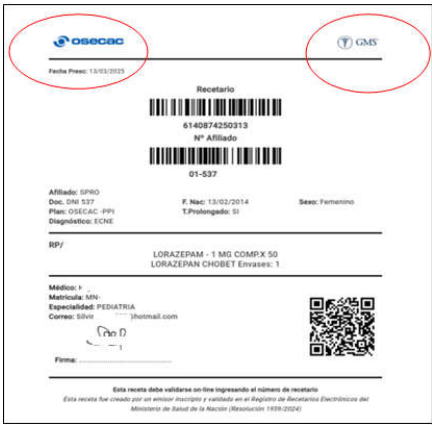 osecac
GMS
Fecha Presc: 13/03/2025
Recetario
6140874250313
Nº Afiliado
01-537
Afiliado: SPRO
Doc. DNI 537
F. Nac: 13/02/2014
Sexo: Femenino
Plan: OSECAC -PPI
T.Prolongado: SI
Diagnóstico: ECNE
RP/
LORAZEPAM - 1 MG COMP.X 50
LORAZEPAN CHOBET Envases: 1
Médico:
Matricula: MN-
Especialidad: PEDIATRIA
Correo: Silvi )hotmail.com
Firma:
Esta receta debe validarse on-line ingresando el número de recetario
Esta receta fue creado por un emisor inscripto y validado en el Registro de Recetarios Electrónicos del
Ministerio de Salud de la Nación (Resolución 1959/2024)